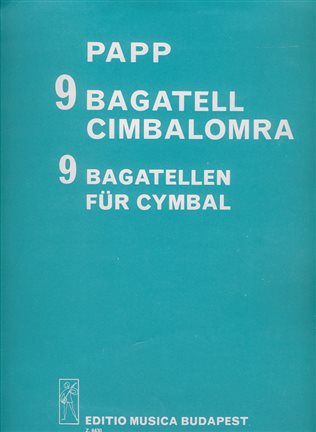 PAPP
9 BAGATELL
CIMBALOMRA
9 BAGATELLEN
FÜR CYMBAL
EDITIO MUSICA BUDAPEST